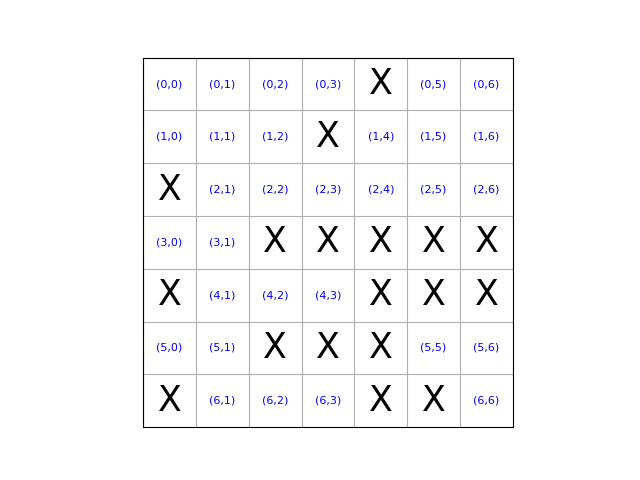 (0,0) (0,1) (0,2) (0,3) X (0,5) (0,6)
(1,0) (1,1) (1,2) X (1,4) (1,5) (1,6)
X (2,1) (2,2) (2,3) (2,4) (2,5) (2,6)
(3,0) (3,1) X X X X X
X (4,1) (4,2) (4,3) X X X
(5,0) (5,1) X X X (5,5) (5,6)
X (6,1) (6,2) (6,3) X X (6,6)